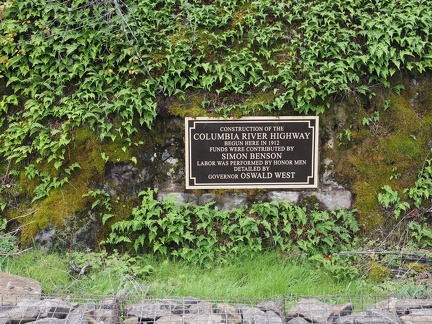 CONSTRUCTION OF THE
COLUMBIA RIVER HIGHWAY
BEGUN HERE IN 1912
FUNDS WERE CONTRIBUTED BY
SIMON BENSON
LABOR WAS PERFORMED BY HONOR MEN
DETAILED BY
GOVERNOR OSWALD WEST